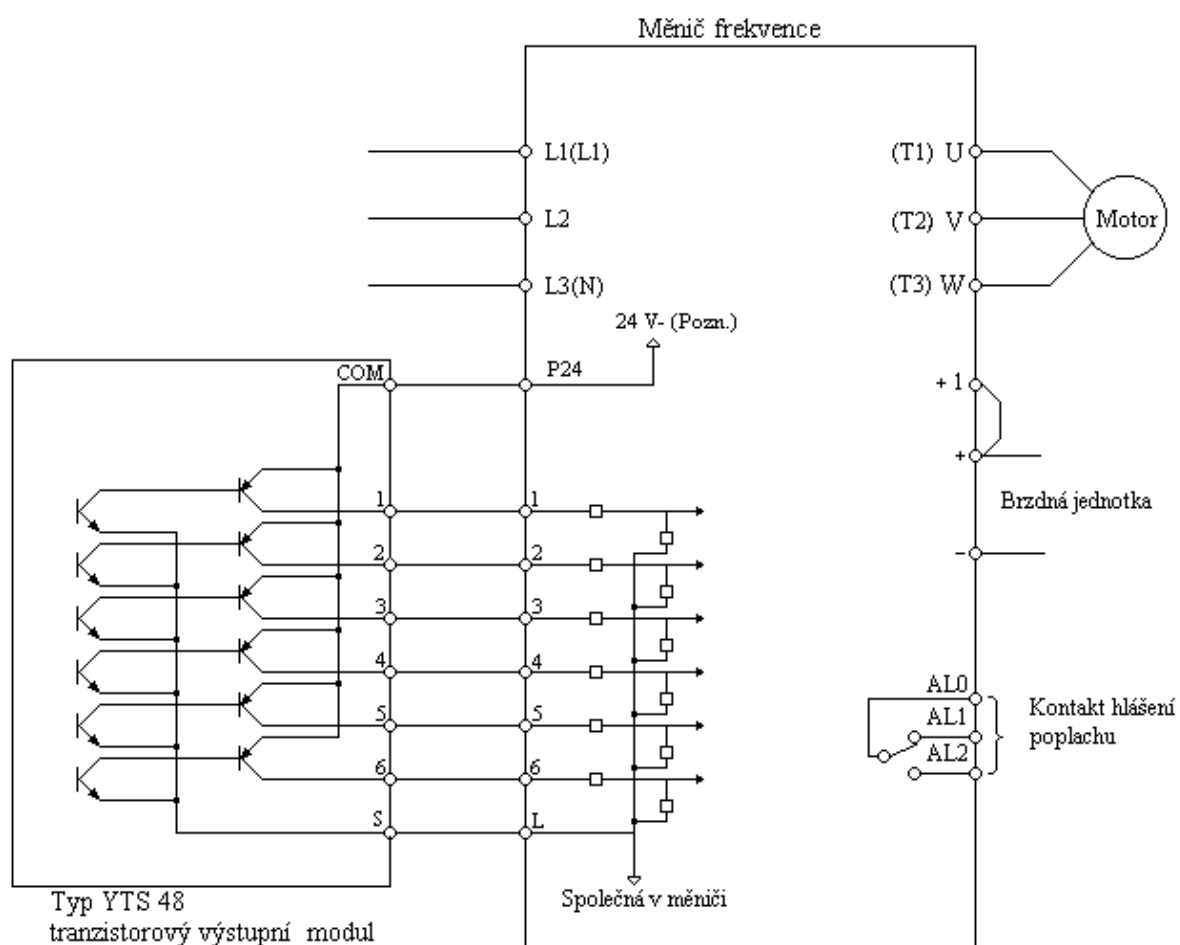 Měnič frekvence
L1(L1)
(T1) U
L2
(T2) V
Motor
L3(N)
(T3) W
24 V- (Pozn.)
COM
P24
+ 1
+
1
1
Brzdná jednotka
2
2
-
3
3
4
4
AL0
5
5
AL1
Kontakt hlášení
poplachu
AL2
6
6
S
L
Společná v měniči
Typ YTS 48
tranzistorový výstupní modul